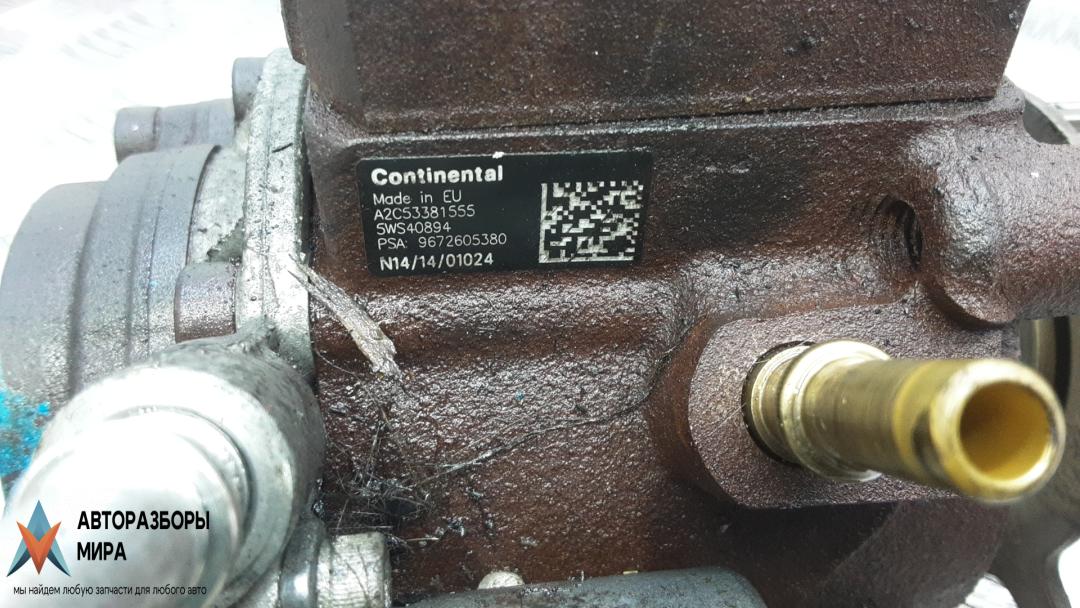 Continental
Made in EU
A2C53381555
5WS40894
PSA: 9672605380
N14/14/01024
АВТОРАЗБОРЫ
МИРА
мы найдем любую запчасти для любого авто